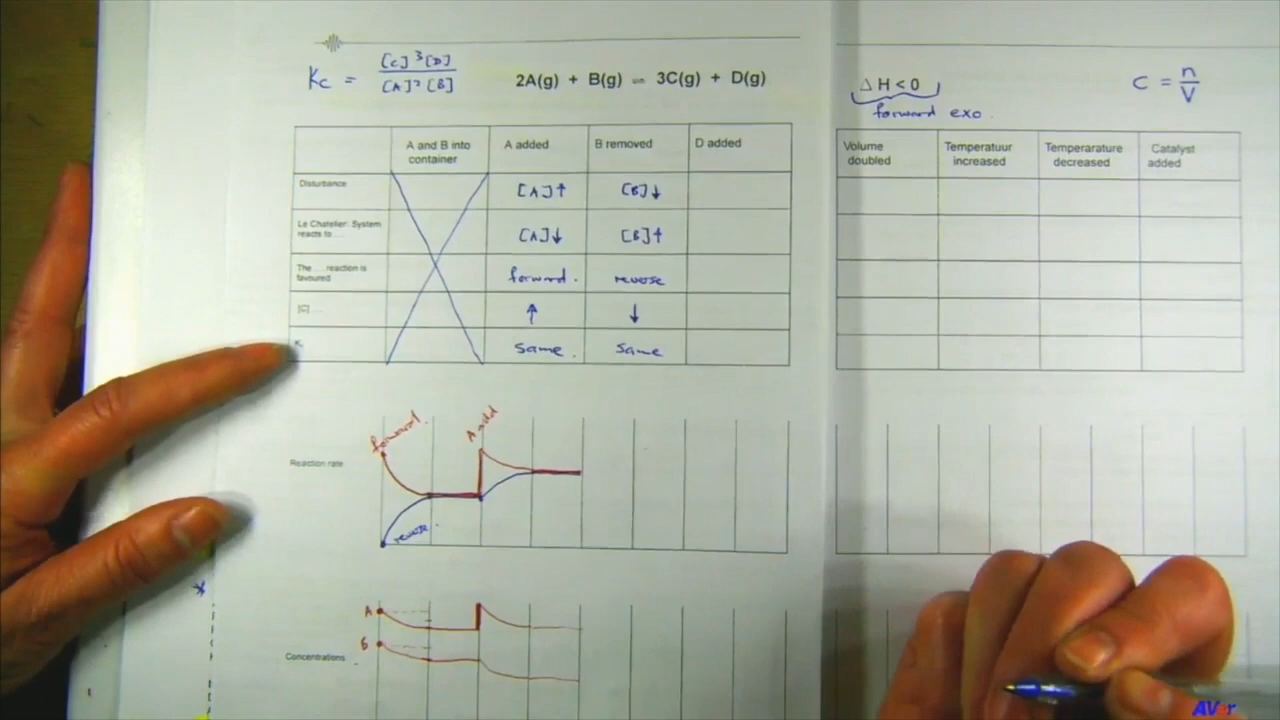 Kc = [C]³[D] / [A]²[B]
2A(g) + B(g) ⇌ 3C(g) + D(g)
ΔH<0
forward exo.
C = n/V
A and B into container
A added
B removed
D added
Disturbance
[A]↑
[B]↓
Le Chatelier: System reacts to ...
[A]↓
[B]↑
The ... reaction is favoured
forward.
reverse
[C] ...
↑
↓
K
Same.
Same
Volume doubled
Temperatuur increased
Temperarature decreased
Catalyst added
Reaction rate
forward.
A add
reverse.
Concentrations
A
B
AVer